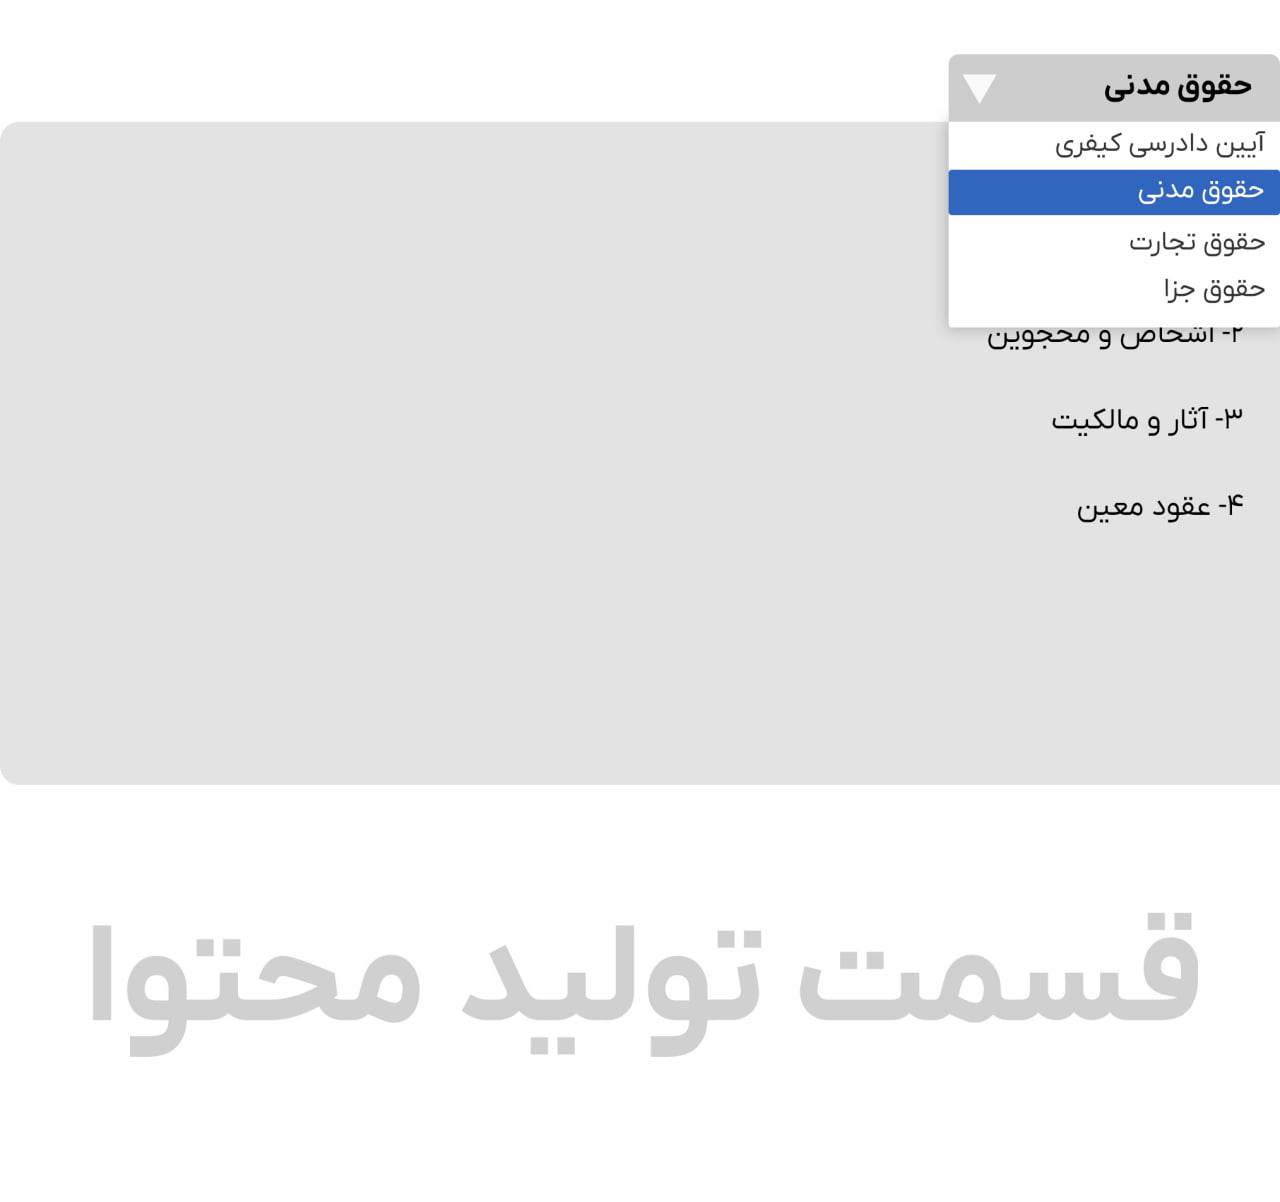 حقوق مدنی
آیین دادرسی کیفری
حقوق مدنی
حقوق تجارت
حقوق جزا
۲- اشخاص و محجوین
۳- آثار و مالکیت
۴- عقود معین
قسمت تولید محتوا